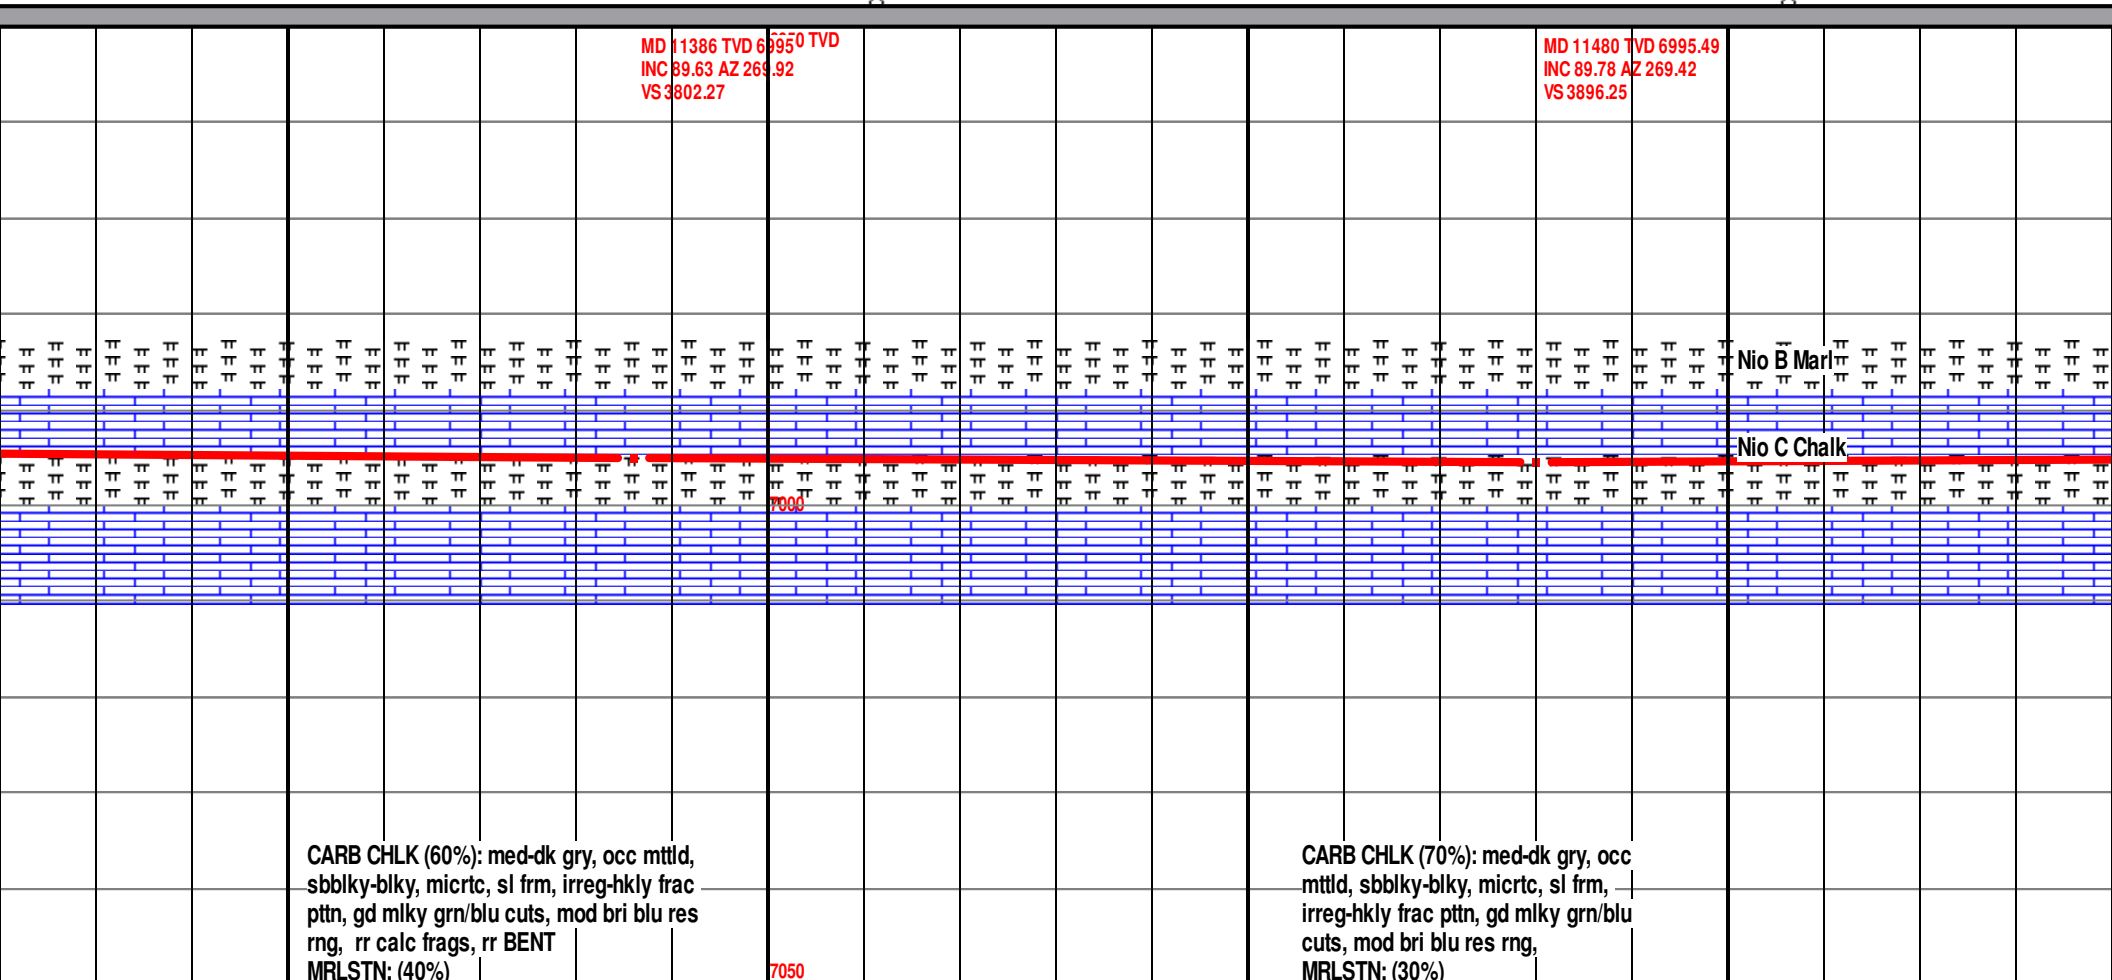 MD 11386 TVD 6995
INC 89.63 AZ 269.92
VS 3802.27
TVD
MD 11480 TVD 6995.49
INC 89.78 AZ 269.42
VS 3896.25
Nio B Marl
Nio C Chalk
7000
CARB CHLK (60%): med-dk gry, occ mttld,
sbblky-blky, micrtc, sl frm, irreg-hkly frac
pttn, gd mlky grn/blu cuts, mod bri blu res
rng, rr calc frags, rr BENT
MRLSTN: (40%)
7050
CARB CHLK (70%): med-dk gry, occ
mttld, sbblky-blky, micrtc, sl frm,
irreg-hkly frac pttn, gd mlky grn/blu
cuts, mod bri blu res rng,
MRLSTN: (30%)